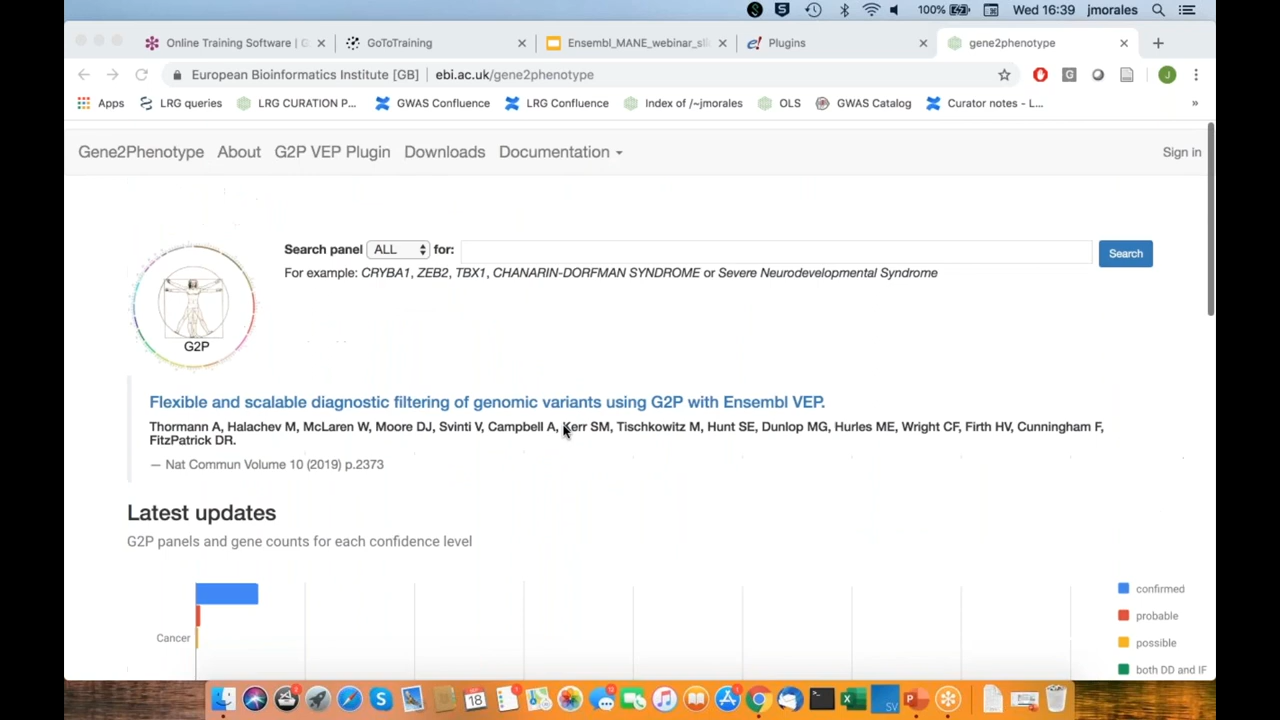 100% Wed 16:39 jmorales
Online Training Software | G
GoToTraining
Ensembl_MANE_webinar_sli
Plugins
gene2phenotype
European Bioinformatics Institute [GB] ebi.ac.uk/gene2phenotype
Apps LRG queries LRG CURATION P... GWAS Confluence LRG Confluence Index of /~jmorales OLS GWAS Catalog Curator notes - L... »
Gene2Phenotype About G2P VEP Plugin Downloads Documentation Sign in
Search panel ALL for: Search
For example: CRYBA1, ZEB2, TBX1, CHANARIN-DORFMAN SYNDROME or Severe Neurodevelopmental Syndrome
G2P
Flexible and scalable diagnostic filtering of genomic variants using G2P with Ensembl VEP.
Thormann A, Halachev M, McLaren W, Moore DJ, Svinti V, Campbell A, Kerr SM, Tischkowitz M, Hunt SE, Dunlop MG, Hurles ME, Wright CF, Firth HV, Cunningham F,
FitzPatrick DR.
— Nat Commun Volume 10 (2019) p.2373
Latest updates
G2P panels and gene counts for each confidence level
confirmed
probable
Cancer
possible
both DD and IF
18
SV